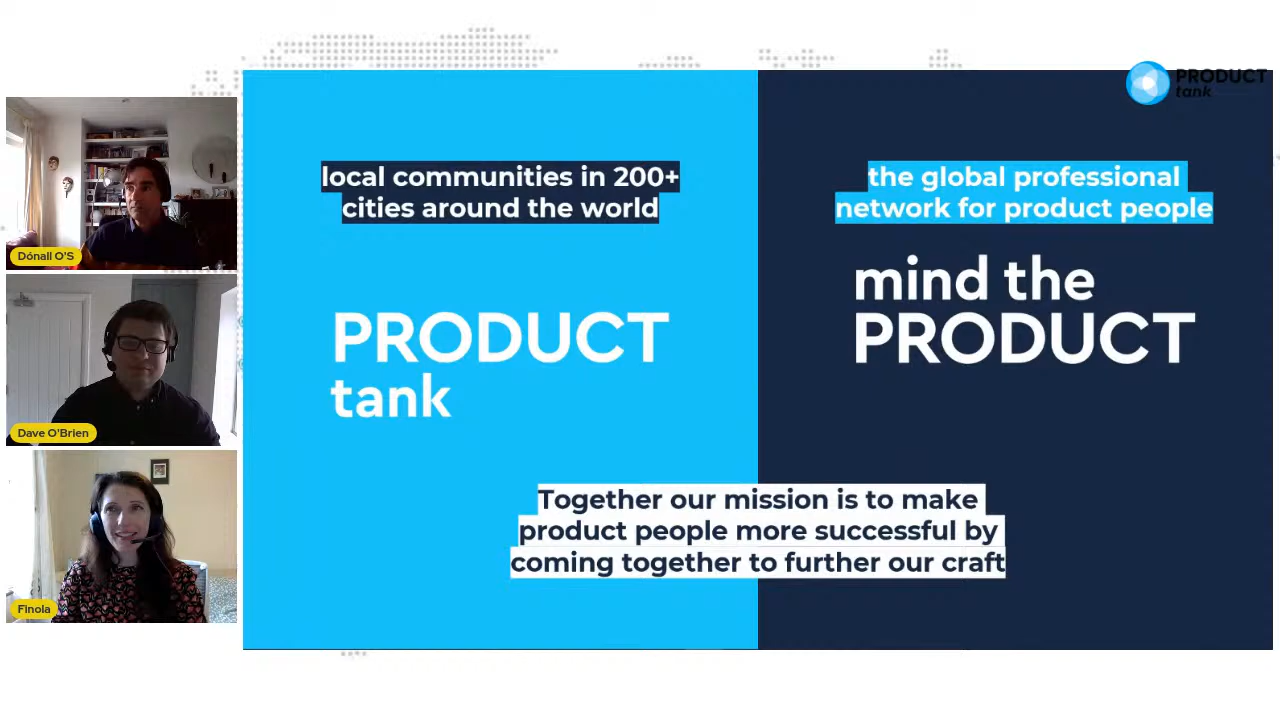 PRODUCT
tank
local communities in 200+
cities around the world
the global professional
network for product people
mind the
PRODUCT
PRODUCT
tank
Together our mission is to make
product people more successful by
coming together to further our craft
Dónall O'S
Dave O'Brien
Finola